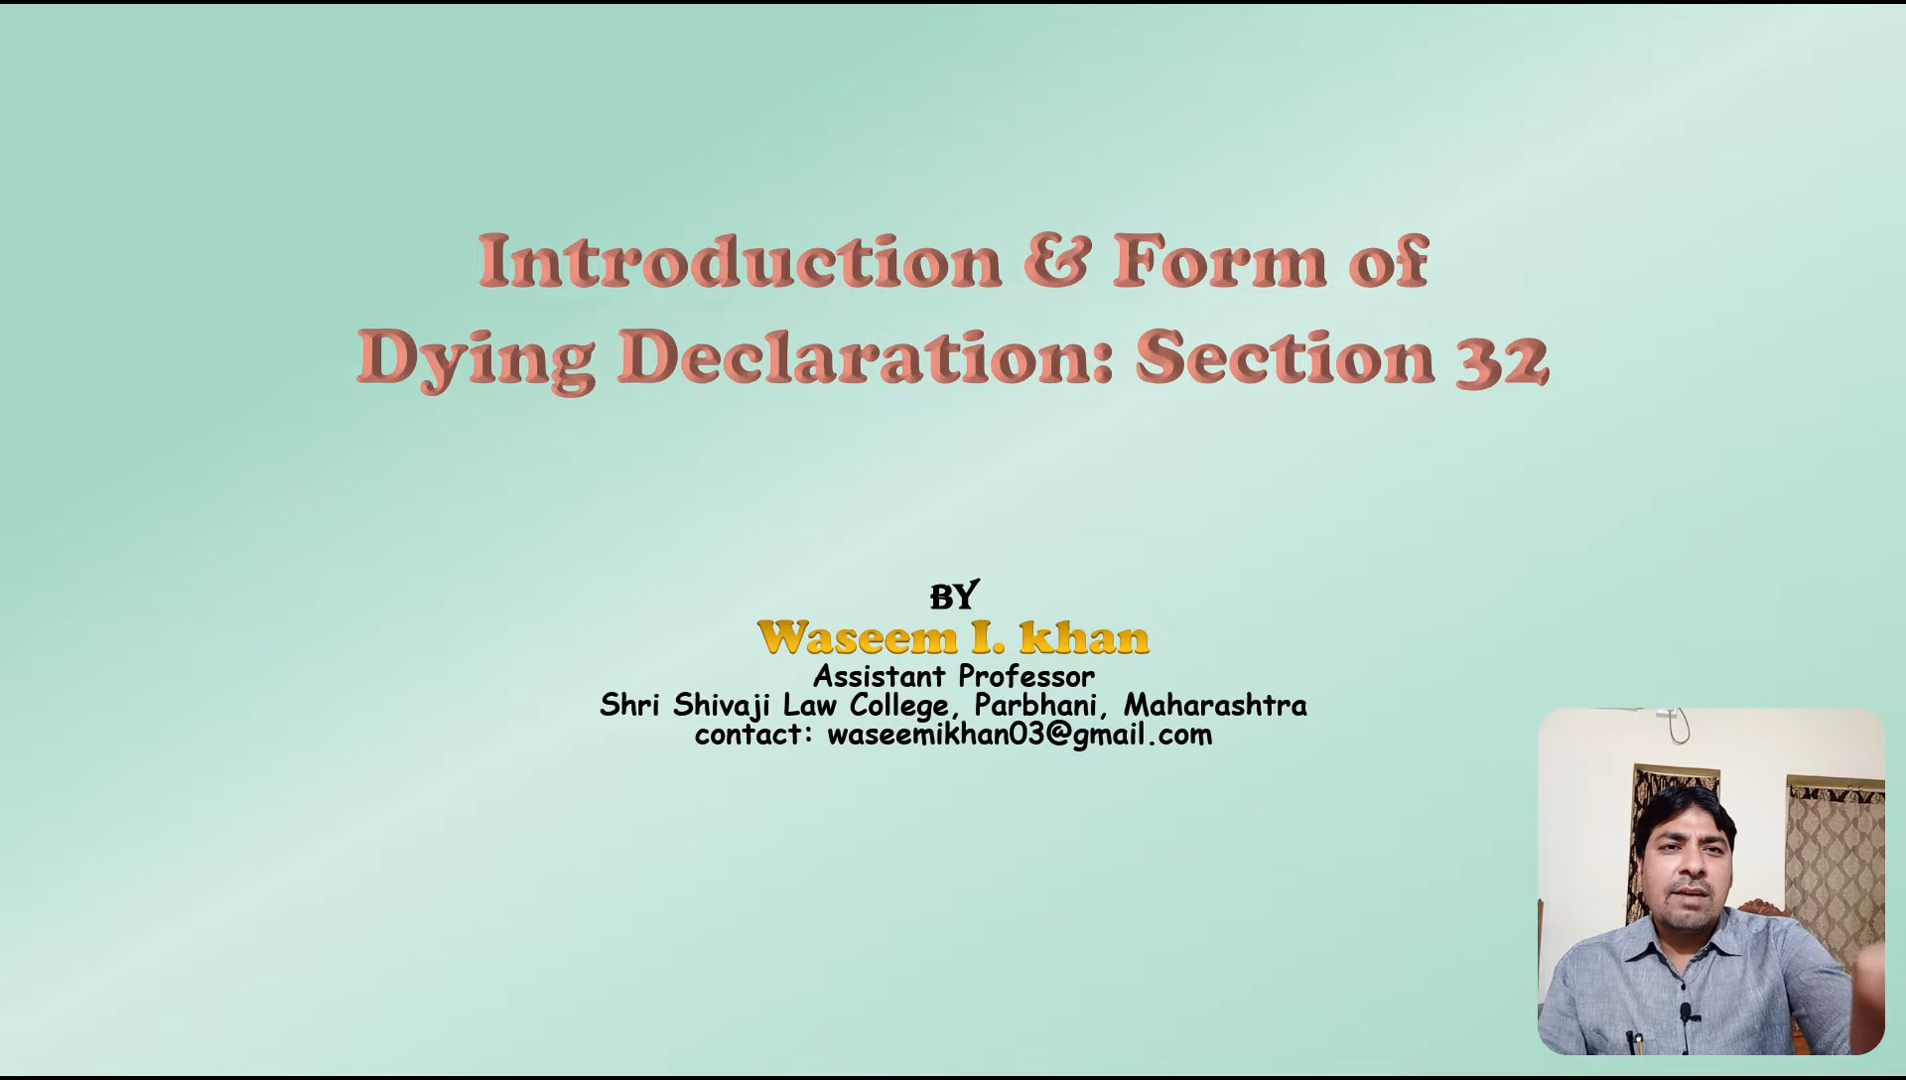 Introduction & Form of
Dying Declaration: Section 32
BY
Waseem I. khan
Assistant Professor
Shri Shivaji Law College, Parbhani, Maharashtra
contact: waseemikhan03@gmail.com